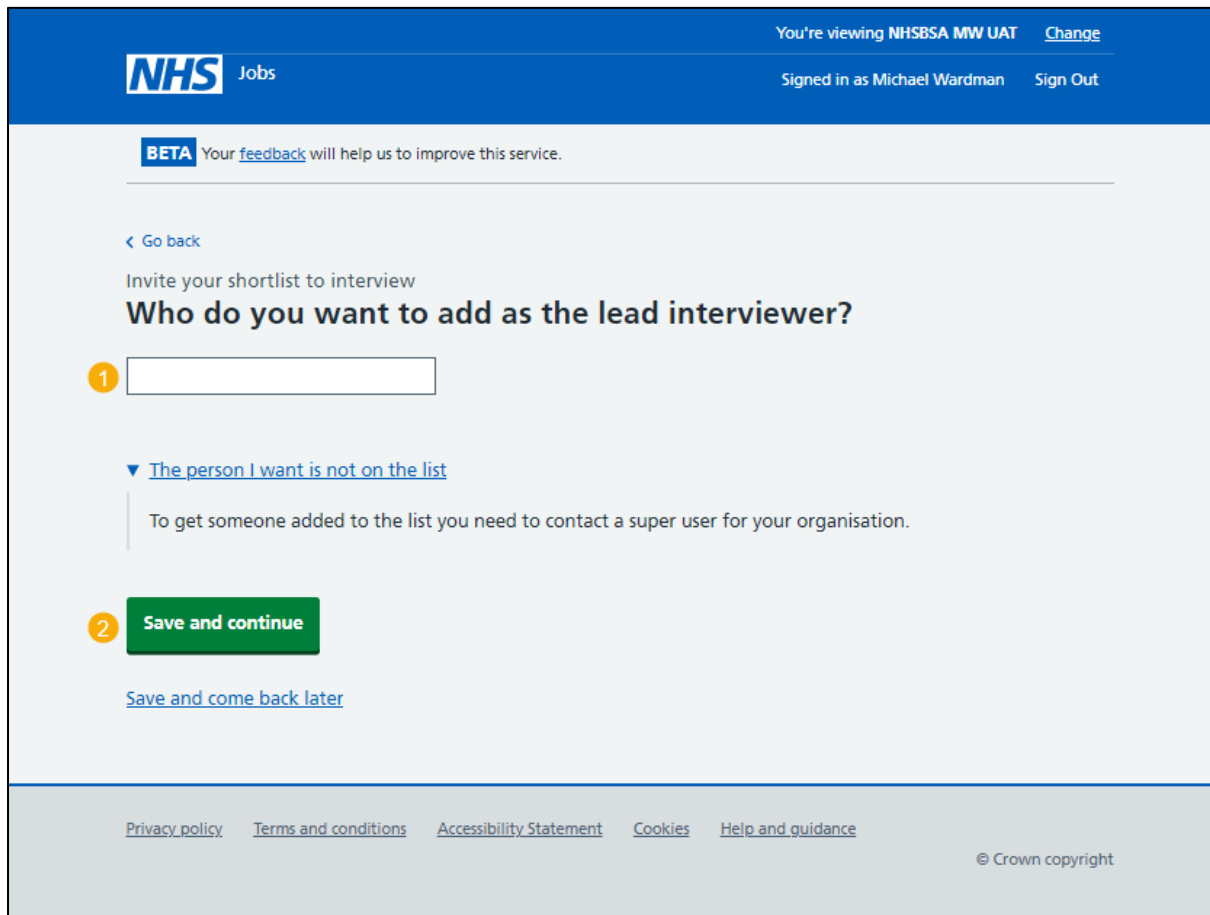 You're viewing NHSBSA MW UAT Change
NHS Jobs
Signed in as Michael Wardman Sign Out
BETA Your feedback will help us to improve this service.
Go back
Invite your shortlist to interview
Who do you want to add as the lead interviewer?
1
The person I want is not on the list
To get someone added to the list you need to contact a super user for your organisation.
2 Save and continue
Save and come back later
Privacy policy Terms and conditions Accessibility Statement Cookies Help and guidance
© Crown copyright